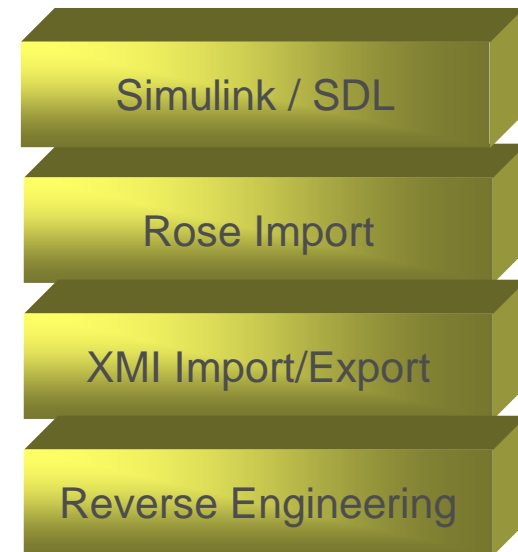 Simulink / SDL
Rose Import
XMI Import/Export
Reverse Engineering